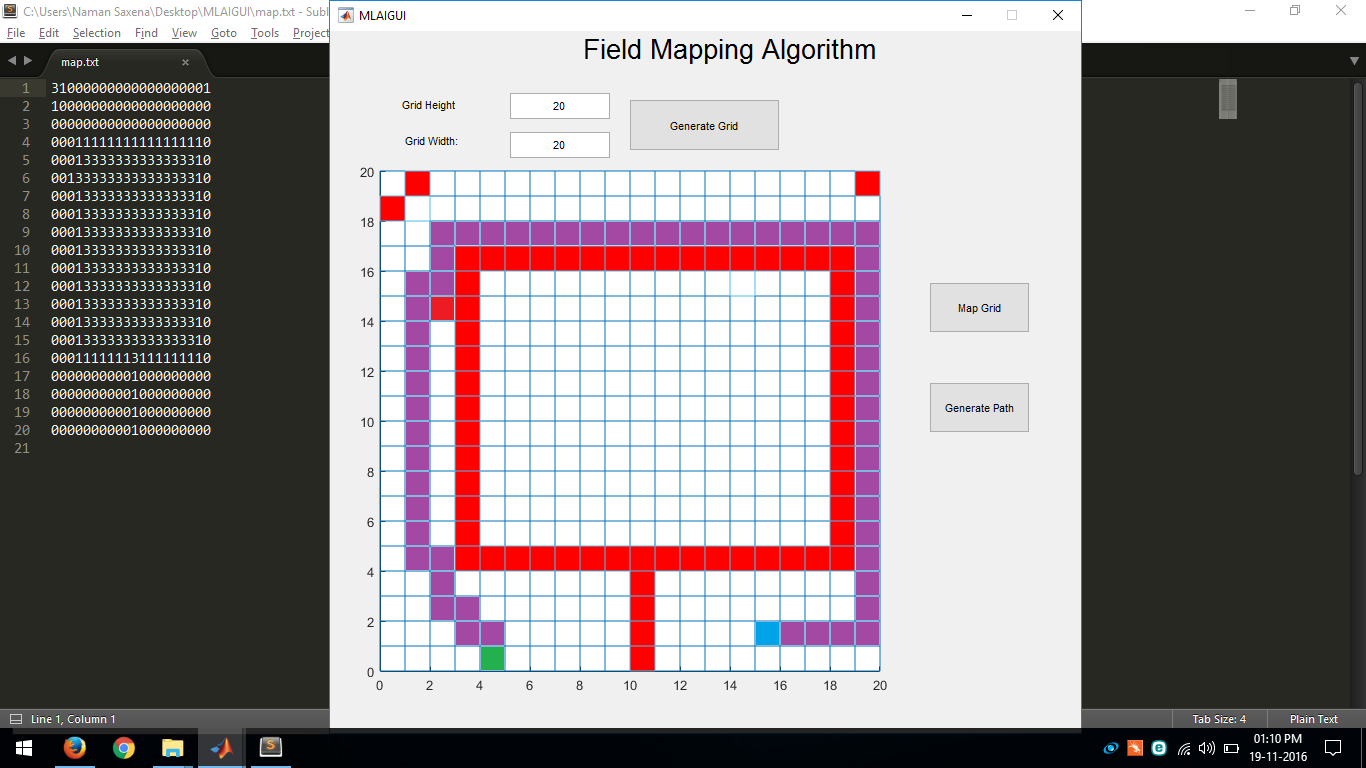 C:\Users\Naman Saxena\Desktop\MLAIGUI\map.txt - Subl
File Edit Selection Find View Goto Tools Project
map.txt
1 31000000000000000001
2 10000000000000000000
3 00000000000000000000
4 00011111111111111110
5 00013333333333333310
6 00133333333333333310
7 00013333333333333310
8 00013333333333333310
9 00013333333333333310
10 00013333333333333310
11 00013333333333333310
12 00013333333333333310
13 00013333333333333310
14 00013333333333333310
15 00013333333333333310
16 00011111113111111110
17 00000000001000000000
18 00000000001000000000
19 00000000001000000000
20 00000000001000000000
21
MLAIGUI
Field Mapping Algorithm
Grid Height 20
Grid Width: 20
Generate Grid
20
18
16
14
12
10
8
6
4
2
0
0 2 4 6 8 10 12 14 16 18 20
Map Grid
Generate Path
Line 1, Column 1
Tab Size: 4 Plain Text
01:10 PM
19-11-2016